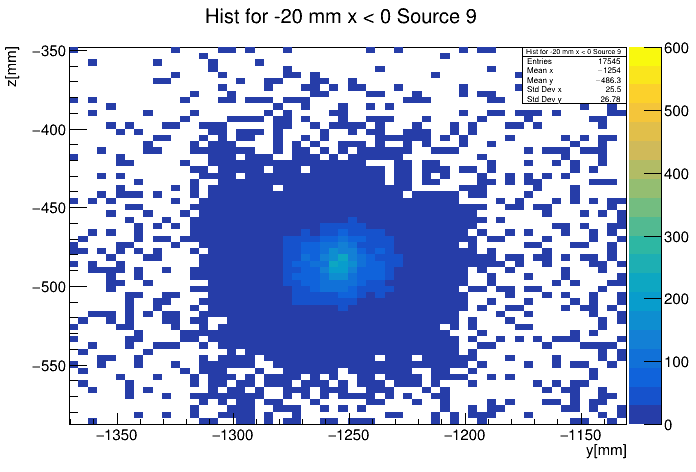 Hist for -20 mm x < 0 Source 9
z[mm]
Hist for -20 mm x < 0 Source 9
Entries 17545
Mean x −1254
Mean y −486.3
Std Dev x 25.5
Std Dev y 26.78
−350
−400
−450
−500
−550
600
500
400
300
200
100
0
−1350 −1300 −1250 −1200 −1150
y[mm]